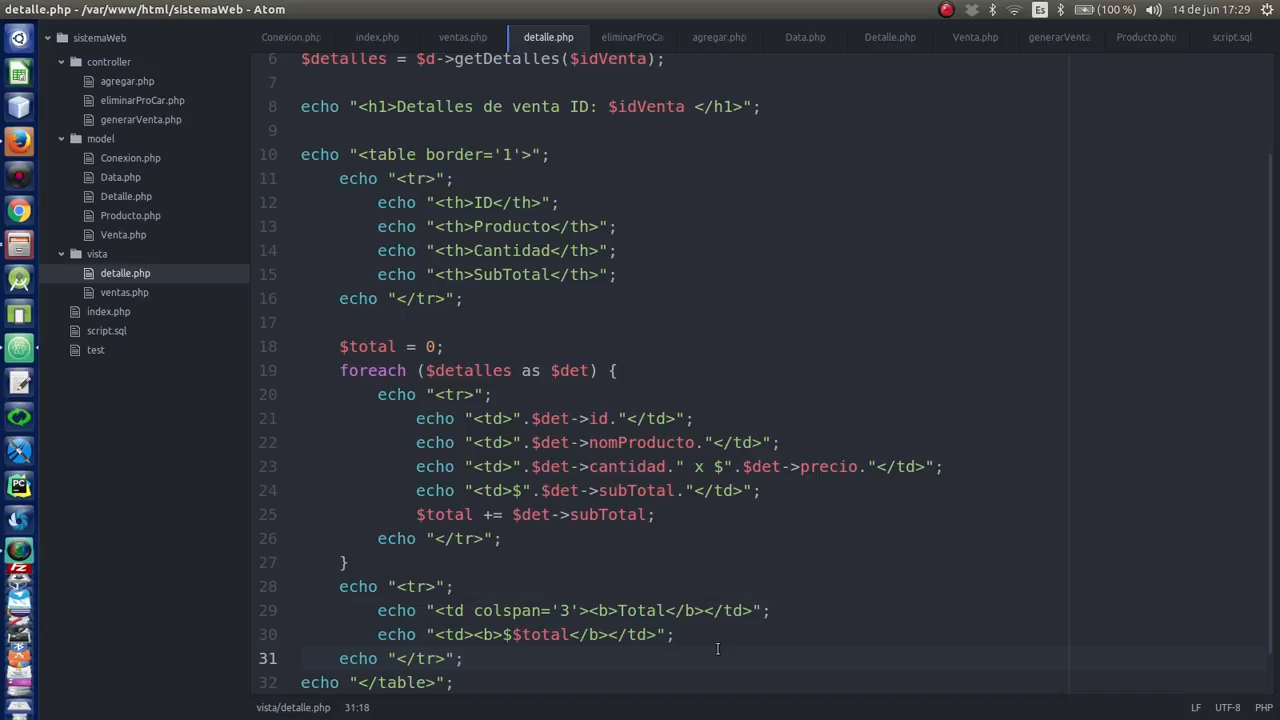 detalle.php - /var/www/html/sistemaWeb - Atom
Es
(100 %)
14 de jun 17:29
sistemaWeb
controller
agregar.php
eliminarProCar.php
generarVenta.php
model
Conexion.php
Data.php
Detalle.php
Producto.php
Venta.php
vista
detalle.php
ventas.php
index.php
script.sql
test
Conexion.php index.php ventas.php detalle.php eliminarProCar agregar.php Data.php Detalle.php Venta.php generarVenta Producto.php script.sql
6 $detalles = $d->getDetalles($idVenta);
7
8 echo "<h1>Detalles de venta ID: $idVenta </h1>";
9
10 echo "<table border='1'>";
11 echo "<tr>";
12 echo "<th>ID</th>";
13 echo "<th>Producto</th>";
14 echo "<th>Cantidad</th>";
15 echo "<th>SubTotal</th>";
16 echo "</tr>";
17
18 $total = 0;
19 foreach ($detalles as $det) {
20 echo "<tr>";
21 echo "<td>".$det->id."</td>";
22 echo "<td>".$det->nomProducto."</td>";
23 echo "<td>".$det->cantidad." x $".$det->precio."</td>";
24 echo "<td>$".$det->subTotal."</td>";
25 $total += $det->subTotal;
26 echo "</tr>";
27 }
28 echo "<tr>";
29 echo "<td colspan='3'><b>Total</b></td>";
30 echo "<td><b>$$total</b></td>";
31 echo "</tr>";
32 echo "</table>";
vista/detalle.php 31:18
LF UTF-8 PHP
PC
FZ